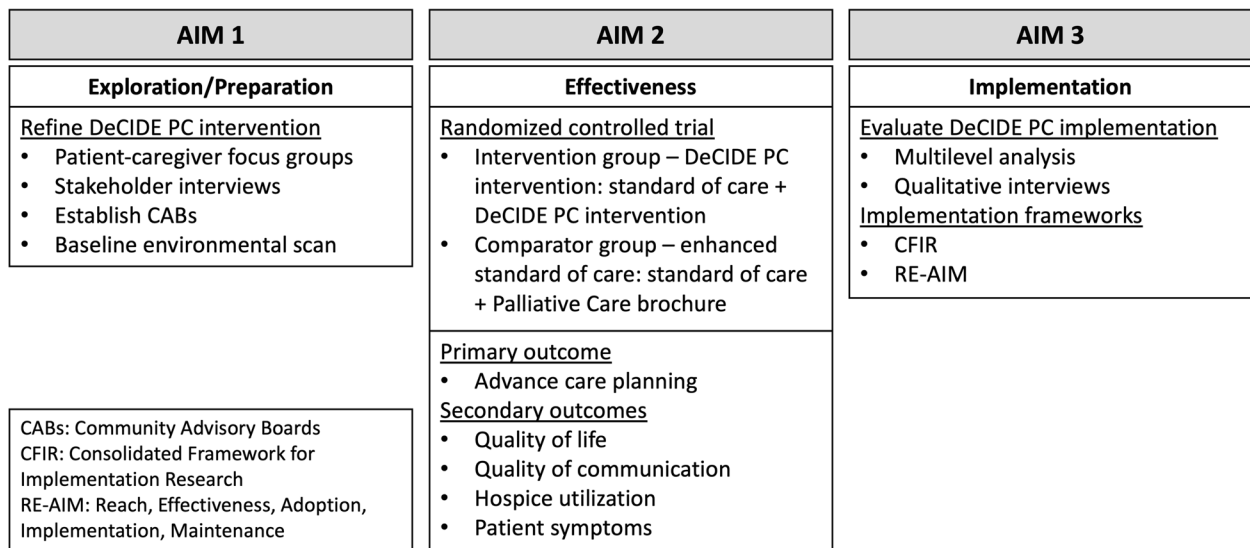 AIM 1
Exploration/Preparation
Refine DeCIDE PC intervention
• Patient-caregiver focus groups
• Stakeholder interviews
• Establish CABs
• Baseline environmental scan
CABs: Community Advisory Boards
CFIR: Consolidated Framework for
Implementation Research
RE-AIM: Reach, Effectiveness, Adoption,
Implementation, Maintenance
AIM 2
Effectiveness
Randomized controlled trial
• Intervention group – DeCIDE PC
intervention: standard of care +
DeCIDE PC intervention
• Comparator group – enhanced
standard of care: standard of care
+ Palliative Care brochure
Primary outcome
• Advance care planning
Secondary outcomes
• Quality of life
• Quality of communication
• Hospice utilization
• Patient symptoms
AIM 3
Implementation
Evaluate DeCIDE PC implementation
• Multilevel analysis
• Qualitative interviews
Implementation frameworks
• CFIR
• RE-AIM